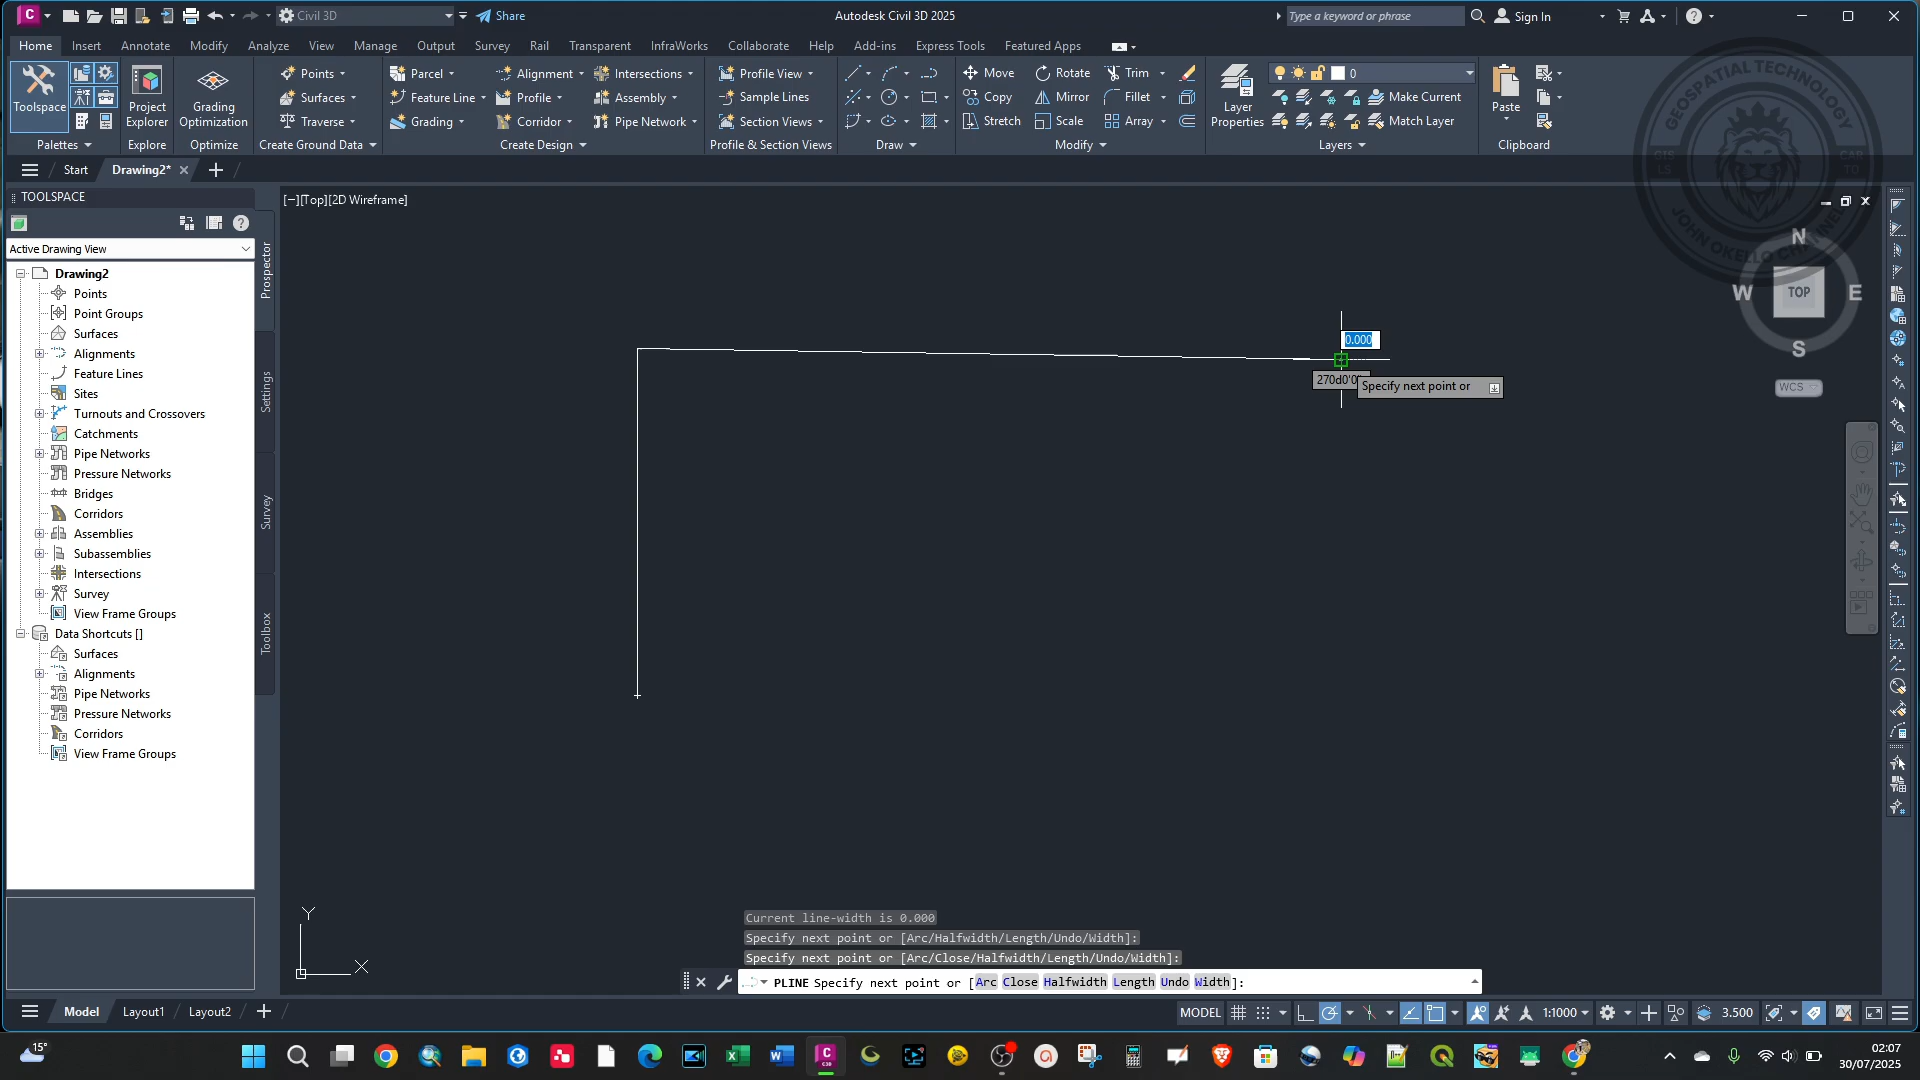 Civil 3D
Share
Autodesk Civil 3D 2025
Type a keyword or phrase
Sign In
Home Insert Annotate Modify Analyze View Manage Output Survey Rail Transparent InfraWorks Collaborate Help Add-ins Express Tools Featured Apps
Toolspace
Palettes
Project
Explorer
Explore
Grading
Optimization
Optimize
Points
Surfaces
Traverse
Create Ground Data
Parcel
Feature Line
Grading
Alignment
Profile
Corridor
Intersections
Assembly
Pipe Network
Create Design
Profile View
Sample Lines
Section Views
Profile & Section Views
Draw
Move
Copy
Stretch
Rotate
Mirror
Scale
Trim
Fillet
Array
Modify
Layer
Properties
0
Make Current
Match Layer
Layers
Paste
Clipboard
GEOSPATIAL TECHNOLOGY
JOHN OKELLO CHANNEL
Start
Drawing2*
TOOLSPACE
Active Drawing View
Drawing2
Points
Point Groups
Surfaces
Alignments
Feature Lines
Sites
Turnouts and Crossovers
Catchments
Pipe Networks
Pressure Networks
Bridges
Corridors
Assemblies
Subassemblies
Intersections
Survey
View Frame Groups
Data Shortcuts []
Surfaces
Alignments
Pipe Networks
Pressure Networks
Corridors
View Frame Groups
Prospector
Settings
Survey
Toolbox
[−][Top][2D Wireframe]
N
W TOP E
S
WCS
0.000
270d0'0"
Specify next point or
Y
X
Current line-width is 0.000
Specify next point or [Arc/Halfwidth/Length/Undo/Width]:
Specify next point or [Arc/Close/Halfwidth/Length/Undo/Width]:
PLINE Specify next point or [Arc Close Halfwidth Length Undo Width]:
Model Layout1 Layout2
MODEL
1:1000
3.500
15°
02:07
30/07/2025